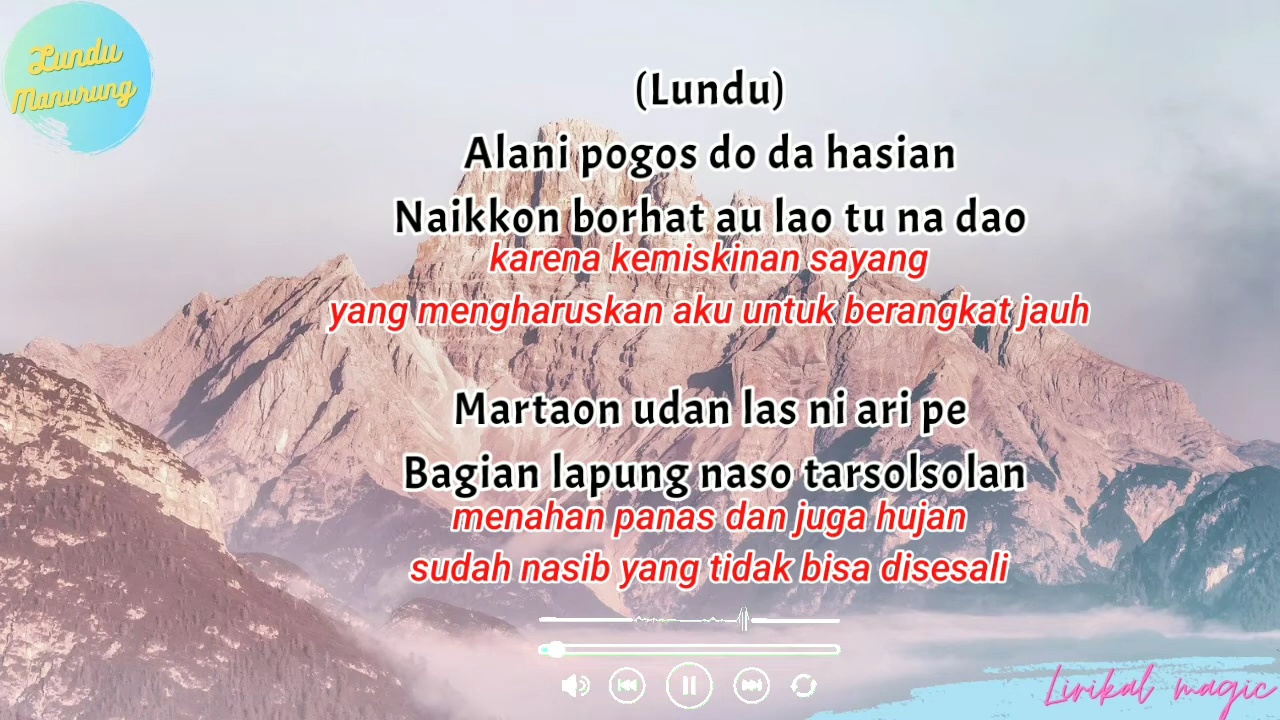 Lundu
Manurung
(Lundu)
Alani pogos do da hasian
Naikkon borhat au lao tu na dao
karena kemiskinan sayang
yang mengharuskan aku untuk berangkat jauh
Martaon udan las ni ari pe
Bagian lapung naso tarsolsolan
menahan panas dan juga hujan
sudah nasib yang tidak bisa disesali
Lirikal magic